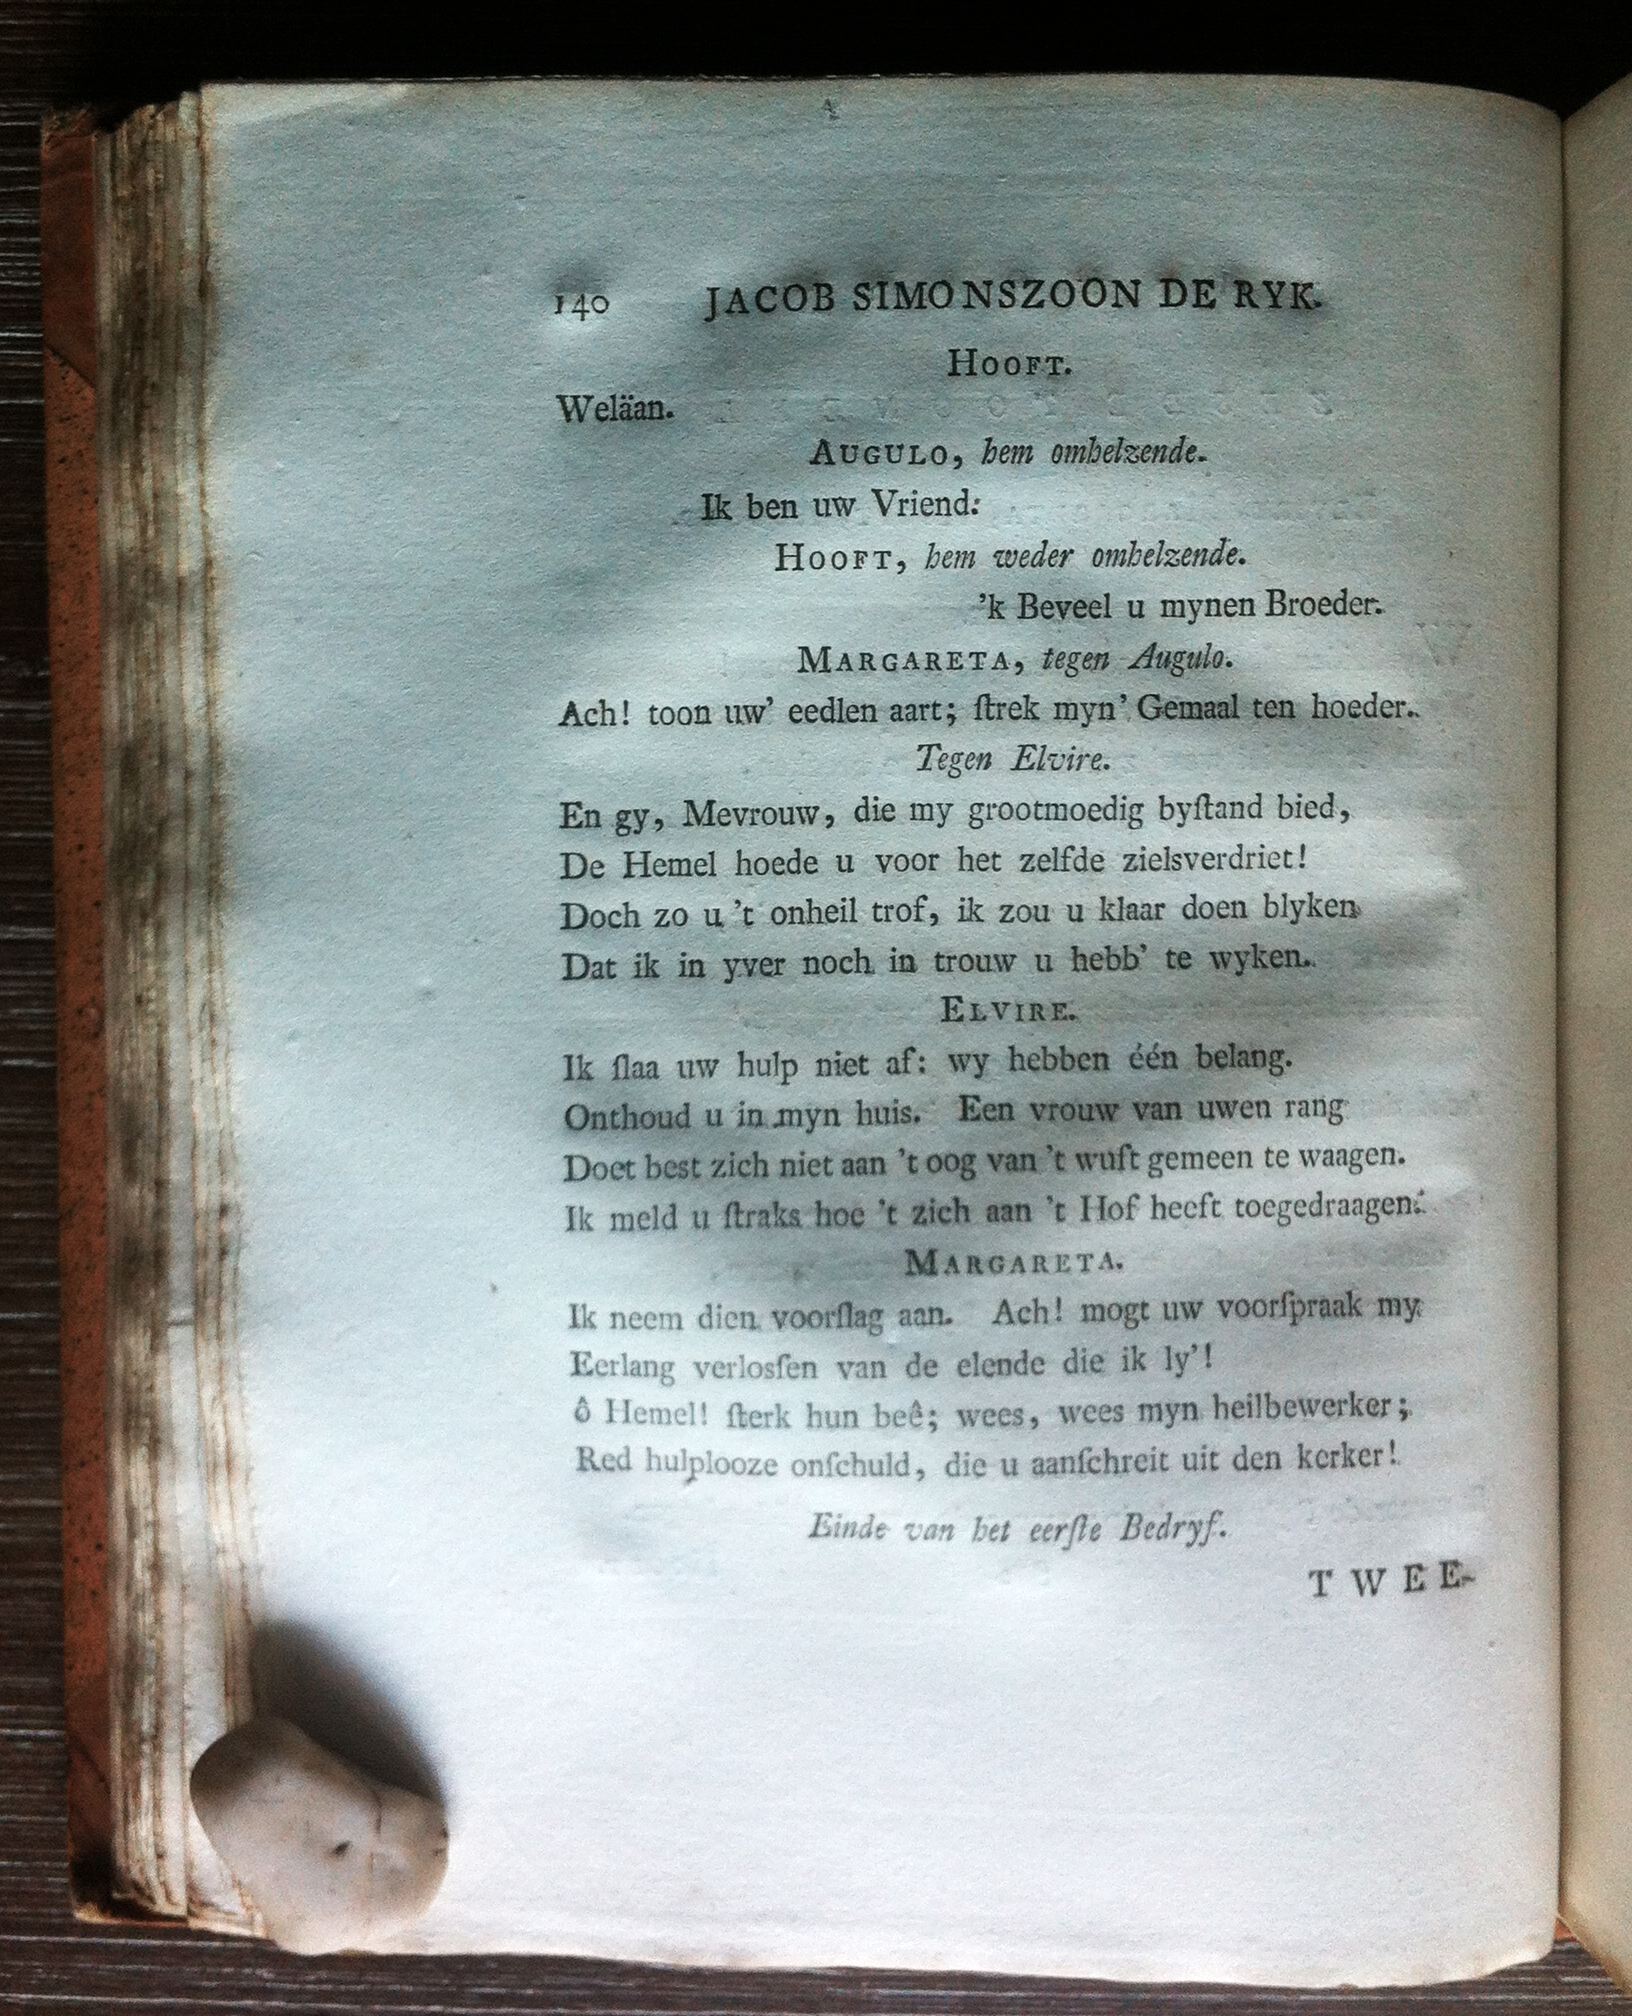 140 JACOB SIMONSZOON DE RYK.
HOOFT.
Weläan.
AUGULO, hem omhelzende.
Ik ben uw Vriend:
HOOFT, hem weder omhelzende.
’k Beveel u mynen Broeder.
MARGARETA, tegen Augulo.
Ach! toon uw’ eedlen aart; ſtrek myn’ Gemaal ten hoeder.
Tegen Elvire.
En gy, Mevrouw, die my grootmoedig byſtand bied,
De Hemel hoede u voor het zelfde zielsverdriet!
Doch zo u ’t onheil trof, ik zou u klaar doen blyken
Dat ik in yver noch in trouw u hebb’ te wyken.
ELVIRE.
Ik ſlaa uw hulp niet af: wy hebben één belang.
Onthoud u in myn huis. Een vrouw van uwen rang
Doet best zich niet aan ’t oog van ’t wuft gemeen te waagen.
Ik meld u ſtraks hoe ’t zich aan ’t Hof heeft toegedraagen.
MARGARETA.
Ik neem dien voorſlag aan. Ach! mogt uw voorſpraak my
Eerlang verlosſen van de elende die ik ly’!
ô Hemel! ſterk hun beê; wees, wees myn heilbewerker;
Red hulplooze onſchuld, die u aanſchreit uit den kerker!
Einde van het eerſte Bedryf.
TWEE-